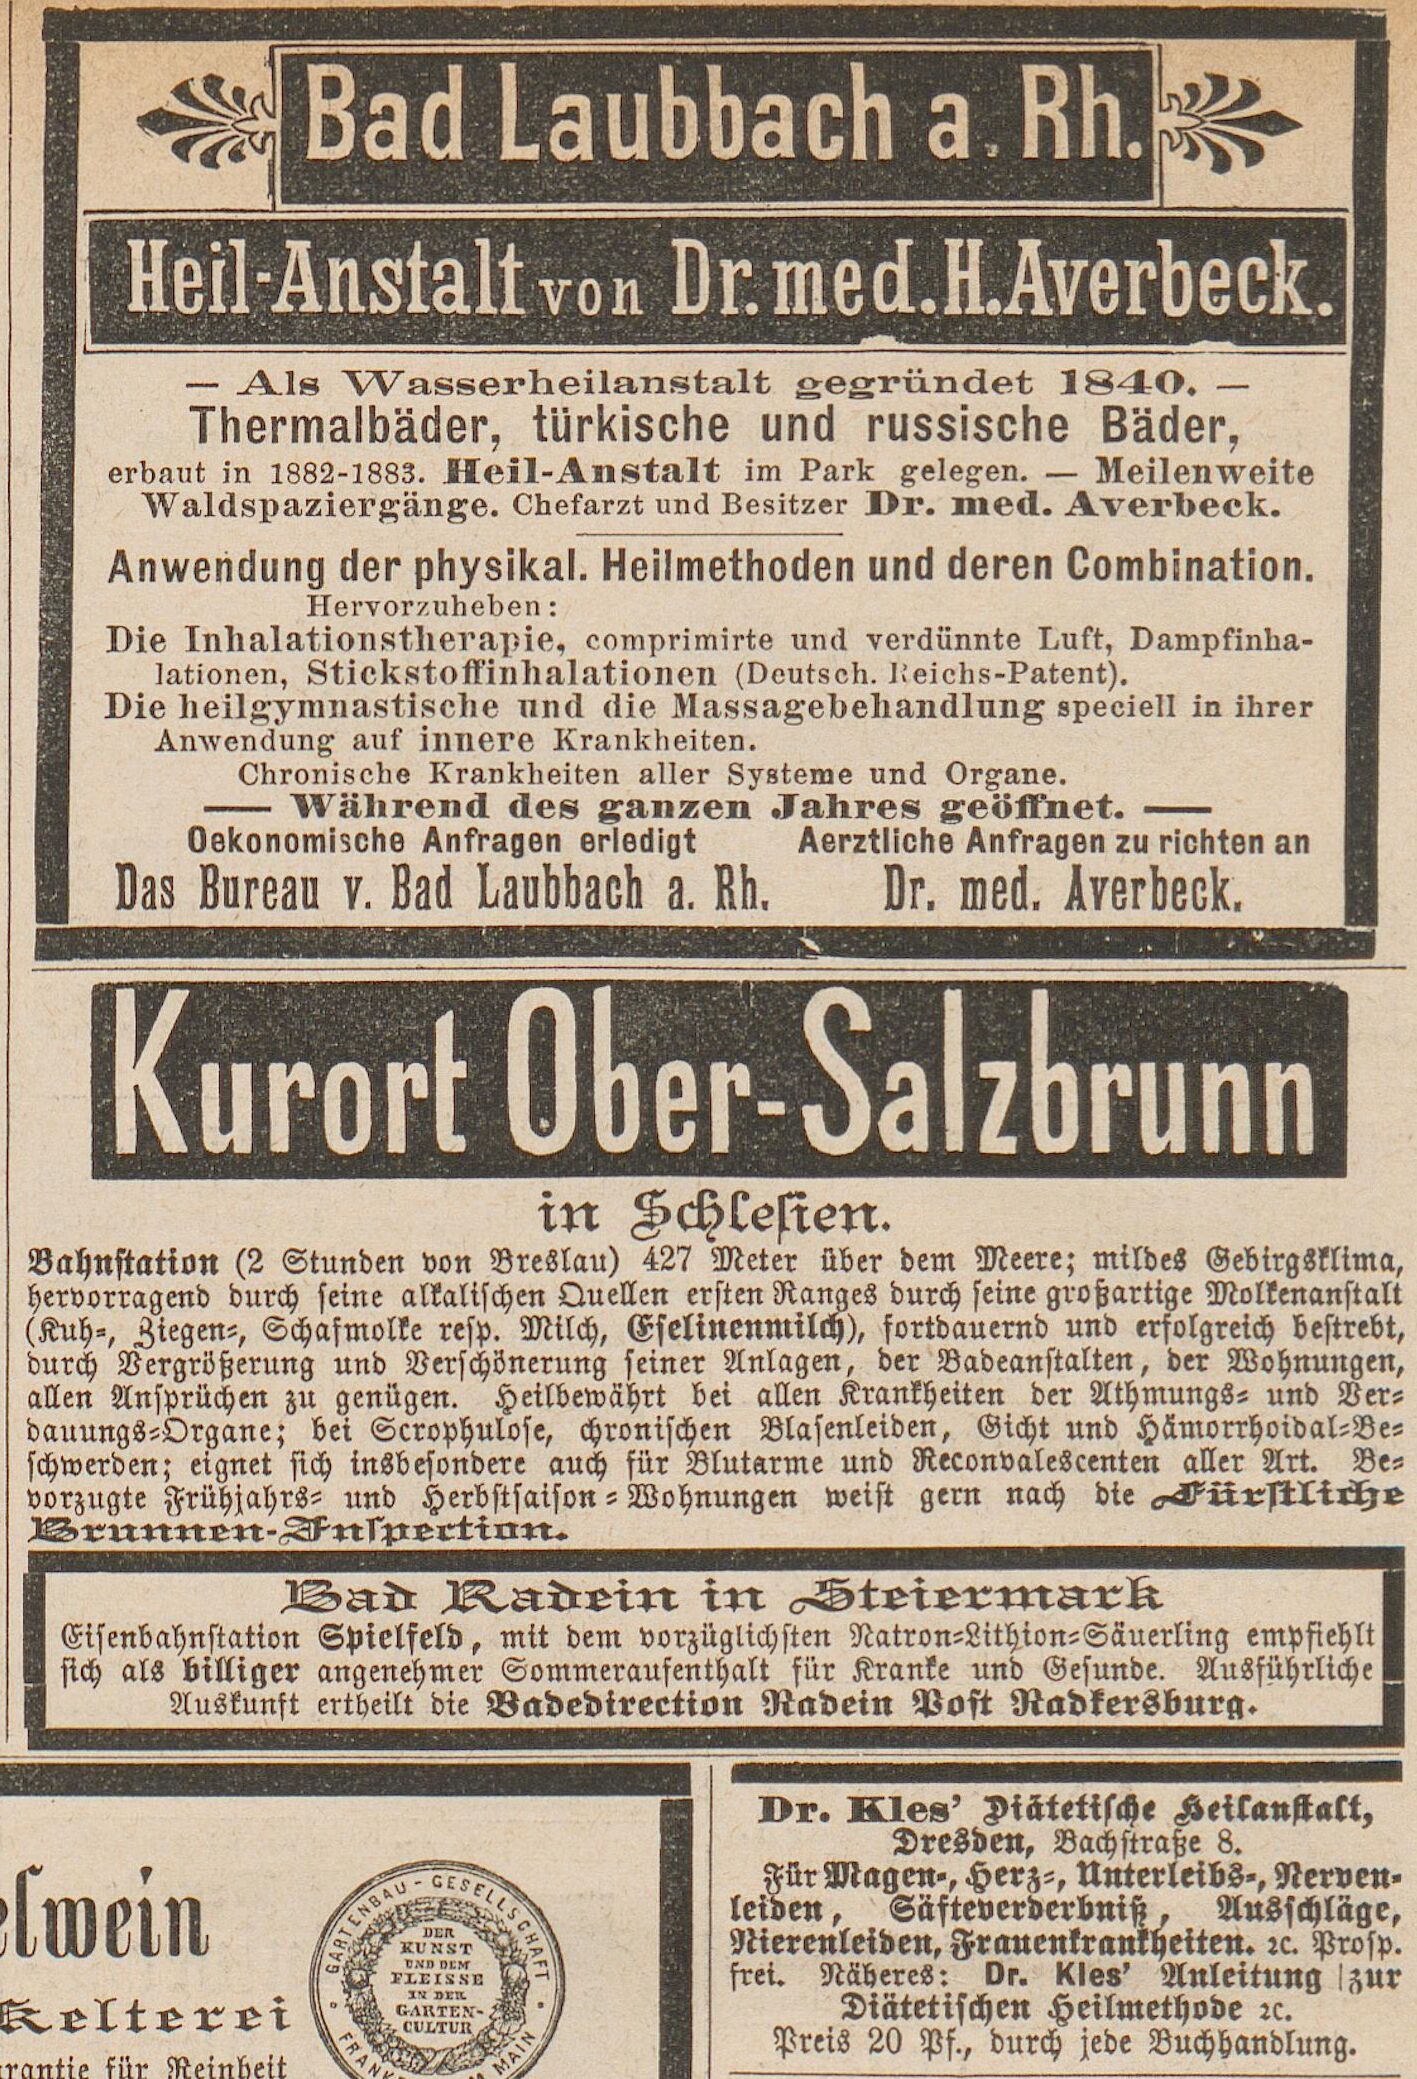 Bad Laubbach a. Rh.
Heil-Anstalt von Dr. med. H. Averbeck.
— Als Wasserheilanstalt gegründet 1840. —
Thermalbäder, türkische und russische Bäder,
erbaut in 1882-1883. Heil-Anstalt im Park gelegen. — Meilenweite
Waldspaziergänge. Chefarzt und Besitzer Dr. med. Averbeck.
Anwendung der physikal. Heilmethoden und deren Combination.
Hervorzuheben:
Die Inhalationstherapie, comprimirte und verdünnte Luft, Dampfinha-
lationen, Stickstoffinhalationen (Deutsch. Reichs-Patent).
Die heilgymnastische und die Massagebehandlung speciell in ihrer
Anwendung auf innere Krankheiten.
Chronische Krankheiten aller Systeme und Organe.
— Während des ganzen Jahres geöffnet. —
Oekonomische Anfragen erledigt Aerztliche Anfragen zu richten an
Das Bureau v. Bad Laubbach a. Rh. Dr. med. Averbeck.
Kurort Ober-Salzbrunn
in Schlesien.
Bahnstation (2 Stunden von Breslau) 427 Meter über dem Meere; mildes Gebirgsklima,
hervorragend durch seine alkalischen Quellen ersten Ranges durch seine großartige Molkenanstalt
(Kuh-, Ziegen-, Schafmolke resp. Milch, Eselinenmilch), fortdauernd und erfolgreich bestrebt,
durch Vergrößerung und Verschönerung seiner Anlagen, der Badeanstalten, der Wohnungen,
allen Ansprüchen zu genügen. Heilbewährt bei allen Krankheiten der Athmungs- und Ver-
dauungs-Organe; bei Scrophulose, chronischen Blasenleiden, Gicht und Hämorrhoidal-Be-
schwerden; eignet sich insbesondere auch für Blutarme und Reconvalescenten aller Art. Be-
vorzugte Frühjahrs- und Herbstsaison-Wohnungen weist gern nach die Fürstliche
Brunnen-Inspection.
Bad Radein in Steiermark
Eisenbahnstation Spielfeld, mit dem vorzüglichsten Natron-Lithion-Säuerling empfiehlt
sich als billiger angenehmer Sommeraufenthalt für Kranke und Gesunde. Ausführliche
Auskunft ertheilt die Badedirection Radein Post Radkersburg.
elwein
Kelterei
arantie für Reinheit
GARTENBAU-GESELLSCHAFT
DER
KUNST
UND DEM
FLEISSE
IN DER
GARTEN-
CULTUR
Dr. Kles' Diätetische Heilanstalt,
Dresden, Bachstraße 8.
Für Magen-, Herz-, Unterleibs-, Nerven-
leiden, Säfteverderbniß, Ausschläge,
Nierenleiden, Frauenkrankheiten. ꝛc. Prosp.
frei. Näheres: Dr. Kles' Anleitung zur
Diätetischen Heilmethode ꝛc.
Preis 20 Pf., durch jede Buchhandlung.